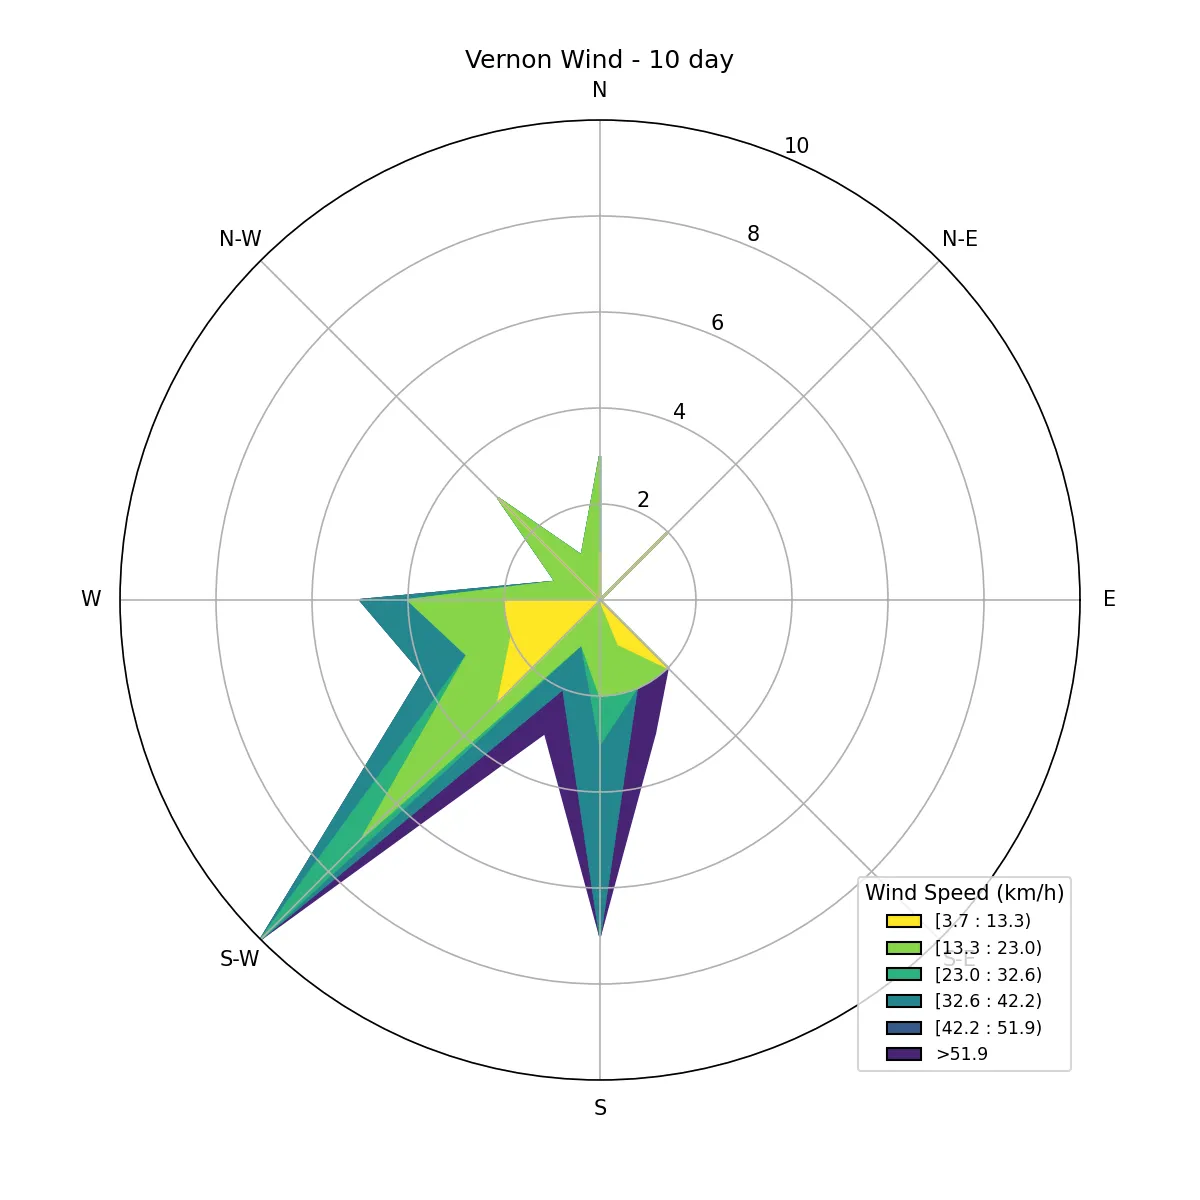 Vernon Wind - 10 day
N
10
N-W
N-E
8
6
4
2
W
E
S-W
S-E
S
Wind Speed (km/h)
[3.7 : 13.3)
[13.3 : 23.0)
[23.0 : 32.6)
[32.6 : 42.2)
[42.2 : 51.9)
>51.9